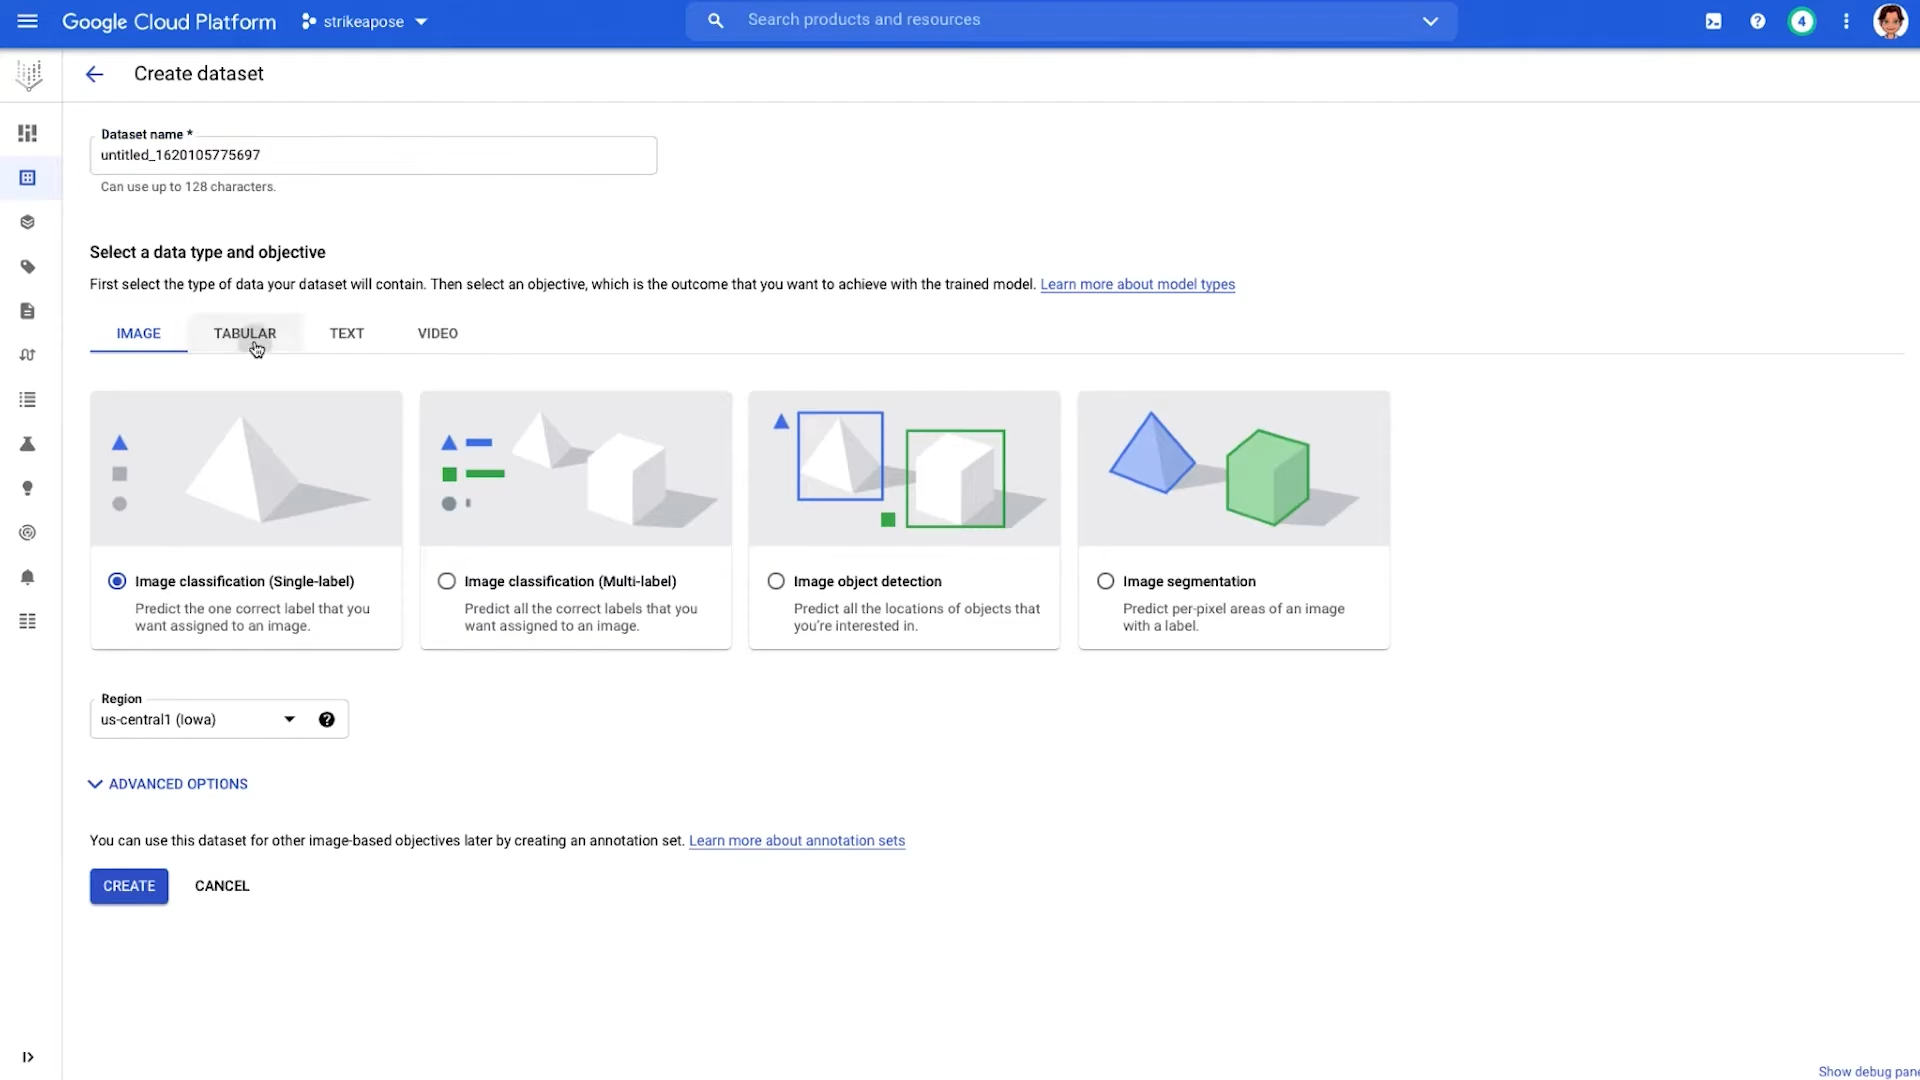 Google Cloud Platform
strikeapose
Search products and resources
4
Create dataset
Dataset name *
untitled_1620105775697
Can use up to 128 characters.
Select a data type and objective
First select the type of data your dataset will contain. Then select an objective, which is the outcome that you want to achieve with the trained model. Learn more about model types
IMAGE TABULAR TEXT VIDEO
Image classification (Single-label)
Predict the one correct label that you
want assigned to an image.
Image classification (Multi-label)
Predict all the correct labels that you
want assigned to an image.
Image object detection
Predict all the locations of objects that
you're interested in.
Image segmentation
Predict per-pixel areas of an image
with a label.
Region
us-central1 (Iowa)
ADVANCED OPTIONS
You can use this dataset for other image-based objectives later by creating an annotation set. Learn more about annotation sets
CREATE CANCEL
Show debug pane